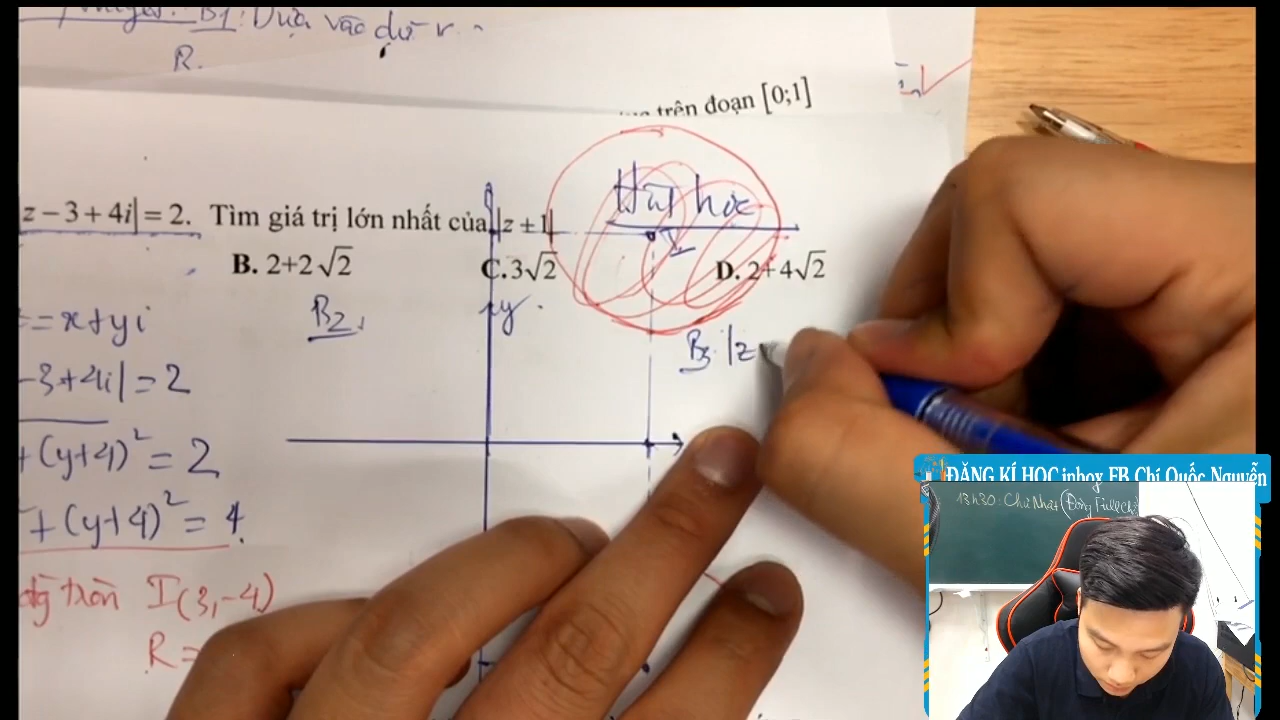 B1: Dựa vào dữ
R.
trên đoạn [0;1]
Hình học
z − 3 + 4i| = 2. Tìm giá trị lớn nhất của |z + 1|
I
B. 2+2√2
C. 3√2
D. 2+4√2
= x+yi
B2,
y
B3. |z
-3+4i| = 2
+(y+4)² = 2
+(y+4)² = 4
tròn I(3,-4)
R=
ĐĂNG KÍ HỌC inbox FB Chí Quốc Nguyễn
13h30: Chủ Nhật